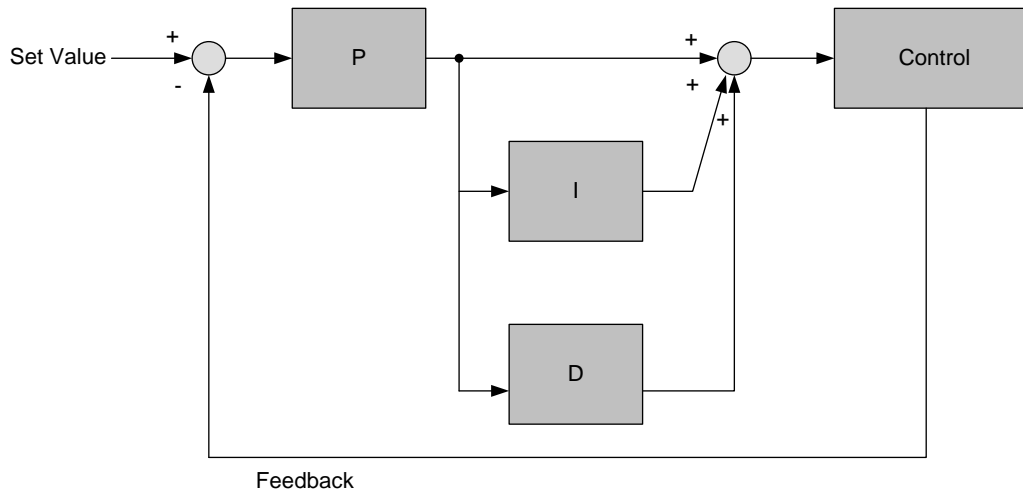 +
Set Value
-
P
+
+
+
Control
I
D
Feedback